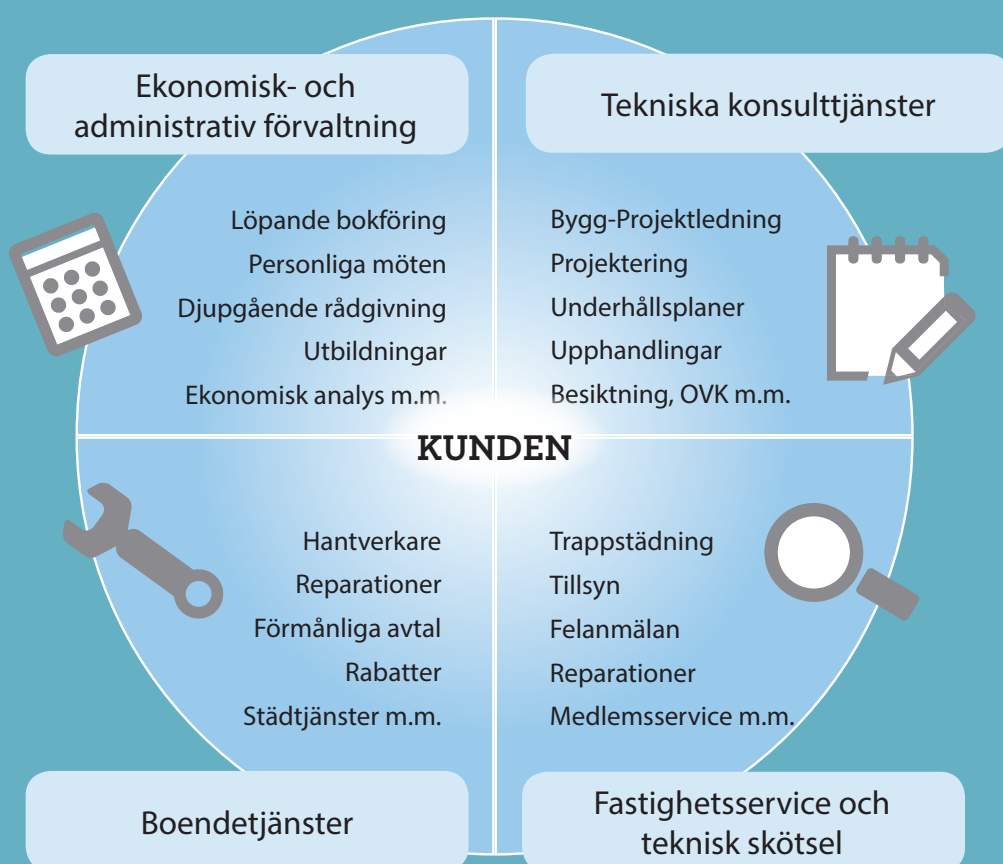 Ekonomisk- och
administrativ förvaltning
Löpande bokföring
Personliga möten
Djupgående rådgivning
Utbildningar
Ekonomisk analys m.m.
Tekniska konsulttjänster
Bygg-Projektledning
Projektering
Underhållsplaner
Upphandlingar
Besiktning, OVK m.m.
KUNDEN
Hantverkare
Reparationer
Förmånliga avtal
Rabatter
Städtjänster m.m.
Boendetjänster
Trappstädning
Tillsyn
Felanmälan
Reparationer
Medlemsservice m.m.
Fastighetsservice och
teknisk skötsel